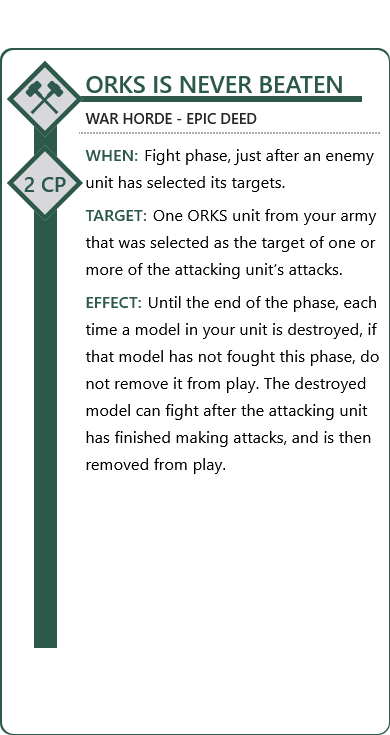 ORKS IS NEVER BEATEN
WAR HORDE - EPIC DEED
2 CP
WHEN: Fight phase, just after an enemy
unit has selected its targets.
TARGET: One ORKS unit from your army
that was selected as the target of one or
more of the attacking unit’s attacks.
EFFECT: Until the end of the phase, each
time a model in your unit is destroyed, if
that model has not fought this phase, do
not remove it from play. The destroyed
model can fight after the attacking unit
has finished making attacks, and is then
removed from play.